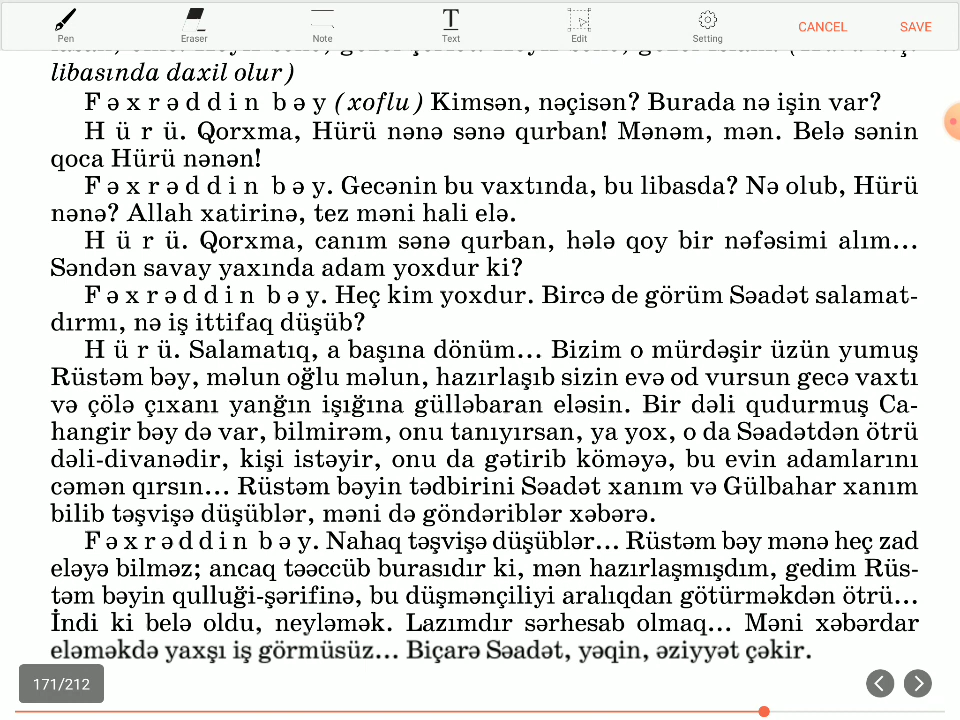 Pen
Eraser
Note
Text
Edit
Setting
CANCEL
SAVE
libasında daxil olur)
F ə x r ə d d i n b ə y (xoflu) Kimsən, nəçisən? Burada nə işin var?
H ü r ü. Qorxma, Hürü nənə sənə qurban! Mənəm, mən. Belə sənin
qoca Hürü nənən!
F ə x r ə d d i n b ə y. Gecənin bu vaxtında, bu libasda? Nə olub, Hürü
nənə? Allah xatirinə, tez məni hali elə.
H ü r ü. Qorxma, canım sənə qurban, hələ qoy bir nəfəsimi alım...
Səndən savay yaxında adam yoxdur ki?
F ə x r ə d d i n b ə y. Heç kim yoxdur. Bircə de görüm Səadət salamat-
dırmı, nə iş ittifaq düşüb?
H ü r ü. Salamatıq, a başına dönüm... Bizim o mürdəşir üzün yumuş
Rüstəm bəy, məlun oğlu məlun, hazırlaşıb sizin evə od vursun gecə vaxtı
və çölə çıxanı yanğın işığına gülləbaran eləsin. Bir dəli qudurmuş Ca-
hangir bəy də var, bilmirəm, onu tanıyırsan, ya yox, o da Səadətdən ötrü
dəli-divanədir, kişi istəyir, onu da gətirib köməyə, bu evin adamlarını
cəmən qırsın... Rüstəm bəyin tədbirini Səadət xanım və Gülbahar xanım
bilib təşvişə düşüblər, məni də göndəriblər xəbərə.
F ə x r ə d d i n b ə y. Nahaq təşvişə düşüblər... Rüstəm bəy mənə heç zad
eləyə bilməz; ancaq təəccüb burasıdır ki, mən hazırlaşmışdım, gedim Rüs-
təm bəyin qulluği-şərifinə, bu düşmənçiliyi aralıqdan götürməkdən ötrü...
İndi ki belə oldu, neyləmək. Lazımdır sərhesab olmaq... Məni xəbərdar
eləməkdə yaxşı iş görmüsüz... Biçarə Səadət, yəqin, əziyyət çəkir.
171/212